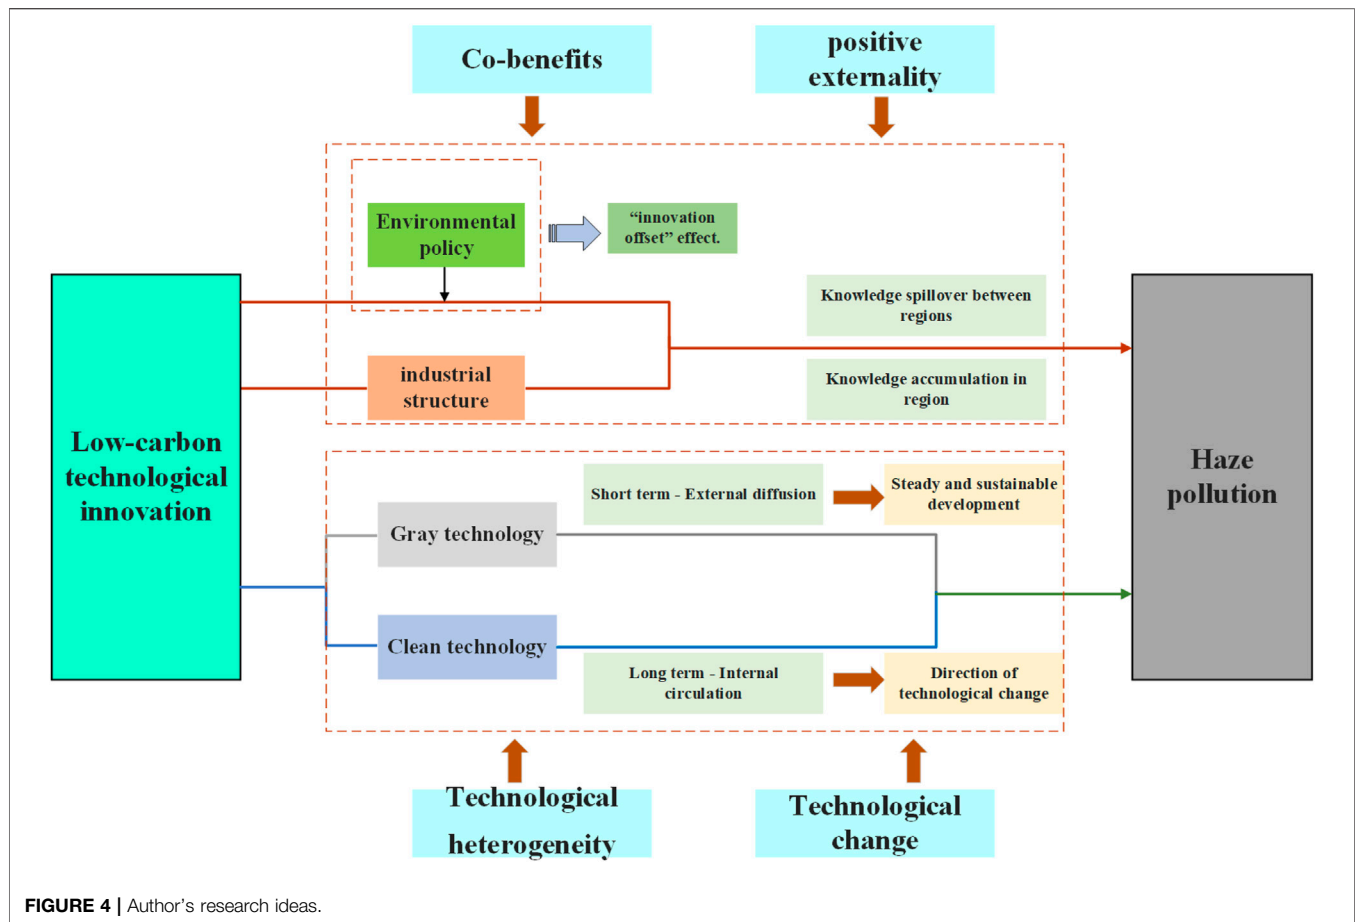 Co-benefits
positive
externality
Environmental
policy
“innovation
offset” effect.
Knowledge spillover between
regions
industrial
structure
Knowledge accumulation in
region
Low-carbon
technological
innovation
Haze
pollution
Short term - External diffusion
Steady and sustainable
development
Gray technology
Clean technology
Long term - Internal
circulation
Direction of
technological change
Technological
heterogeneity
Technological
change
FIGURE 4 | Author’s research ideas.